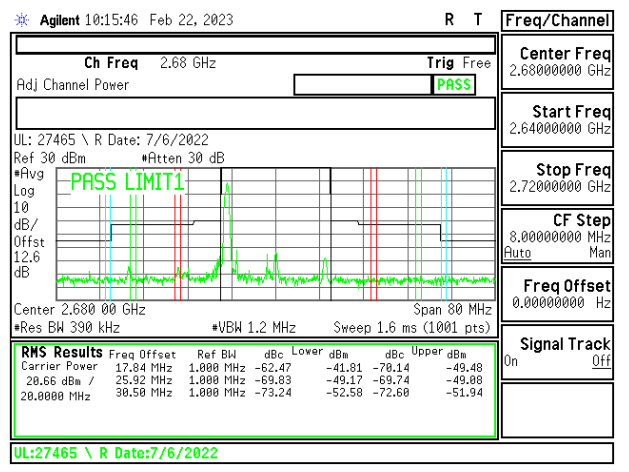 Agilent 10:15:46 Feb 22, 2023 R T
Freq/Channel
Ch Freq 2.68 GHz Trig Free
Adj Channel Power
PASS
UL: 27465 \ R Date: 7/6/2022
Ref 30 dBm #Atten 30 dB
#Avg
Log
10
dB/
Offst
12.6
dB
PASS LIMIT1
Center 2.680 00 GHz Span 80 MHz
#Res BW 390 kHz #VBW 1.2 MHz Sweep 1.6 ms (1001 pts)
RMS Results Freq Offset Ref BW dBc Lower dBm dBc Upper dBm
Carrier Power 17.84 MHz 1.000 MHz -62.47 -41.81 -70.14 -49.48
20.66 dBm / 25.92 MHz 1.000 MHz -69.83 -49.17 -69.74 -49.08
20.0000 MHz 30.50 MHz 1.000 MHz -73.24 -52.58 -72.60 -51.94
UL:27465 \ R Date:7/6/2022
Center Freq
2.68000000 GHz
Start Freq
2.64000000 GHz
Stop Freq
2.72000000 GHz
CF Step
8.00000000 MHz
Auto Man
Freq Offset
0.00000000 Hz
Signal Track
On Off